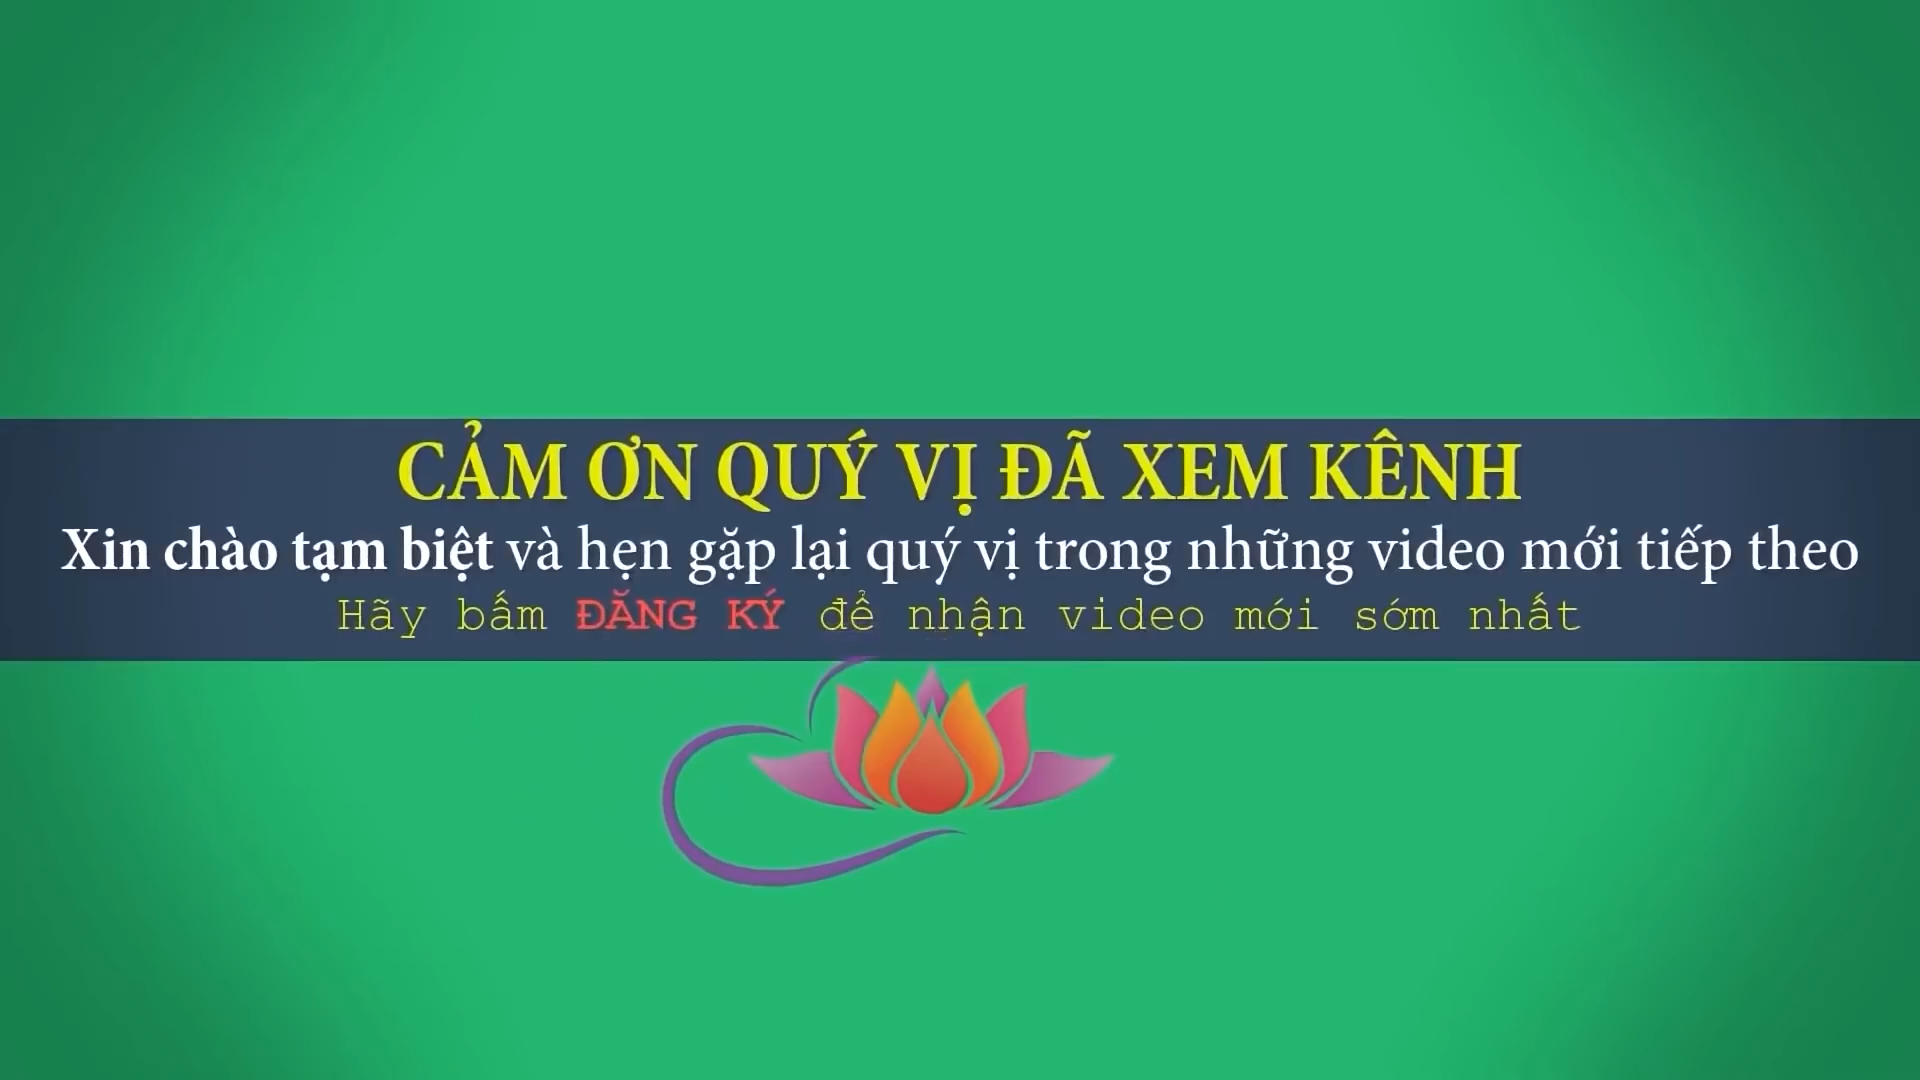 CẢM ƠN QUÝ VỊ ĐÃ XEM KÊNH
Xin chào tạm biệt và hẹn gặp lại quý vị trong những video mới tiếp theo
Hãy bấm ĐĂNG KÝ để nhận video mới sớm nhất